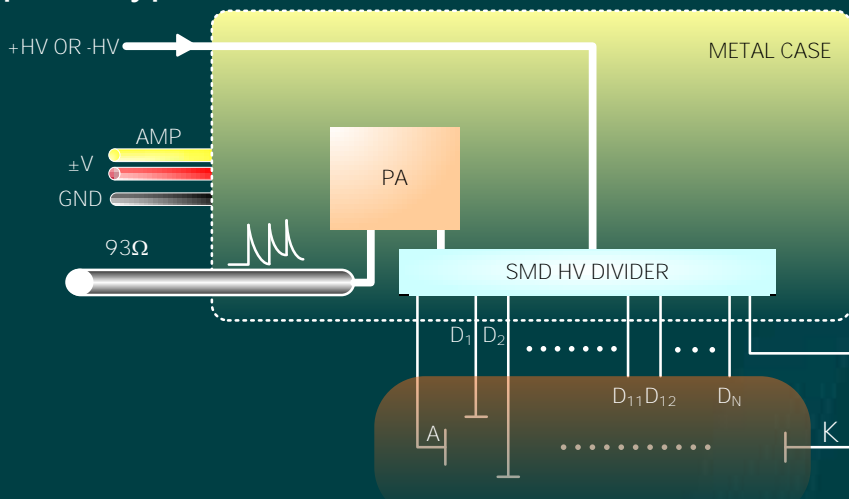 +HV OR -HV
METAL CASE
AMP
±V
PA
GND
93Ω
SMD HV DIVIDER
D1 D2
D11 D12 DN
A
K